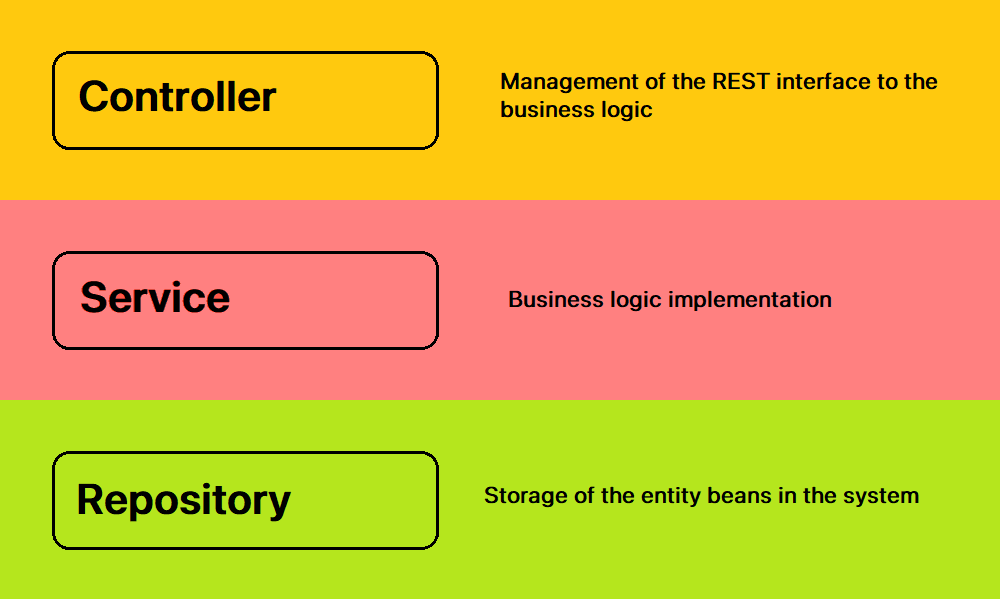 Controller
Management of the REST interface to the
business logic
Service
Business logic implementation
Repository
Storage of the entity beans in the system